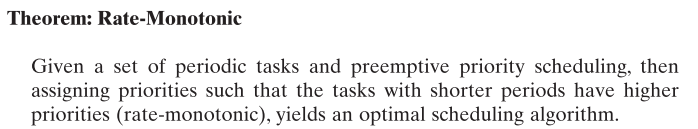 Theorem: Rate-Monotonic
Given a set of periodic tasks and preemptive priority scheduling, then
assigning priorities such that the tasks with shorter periods have higher
priorities (rate-monotonic), yields an optimal scheduling algorithm.